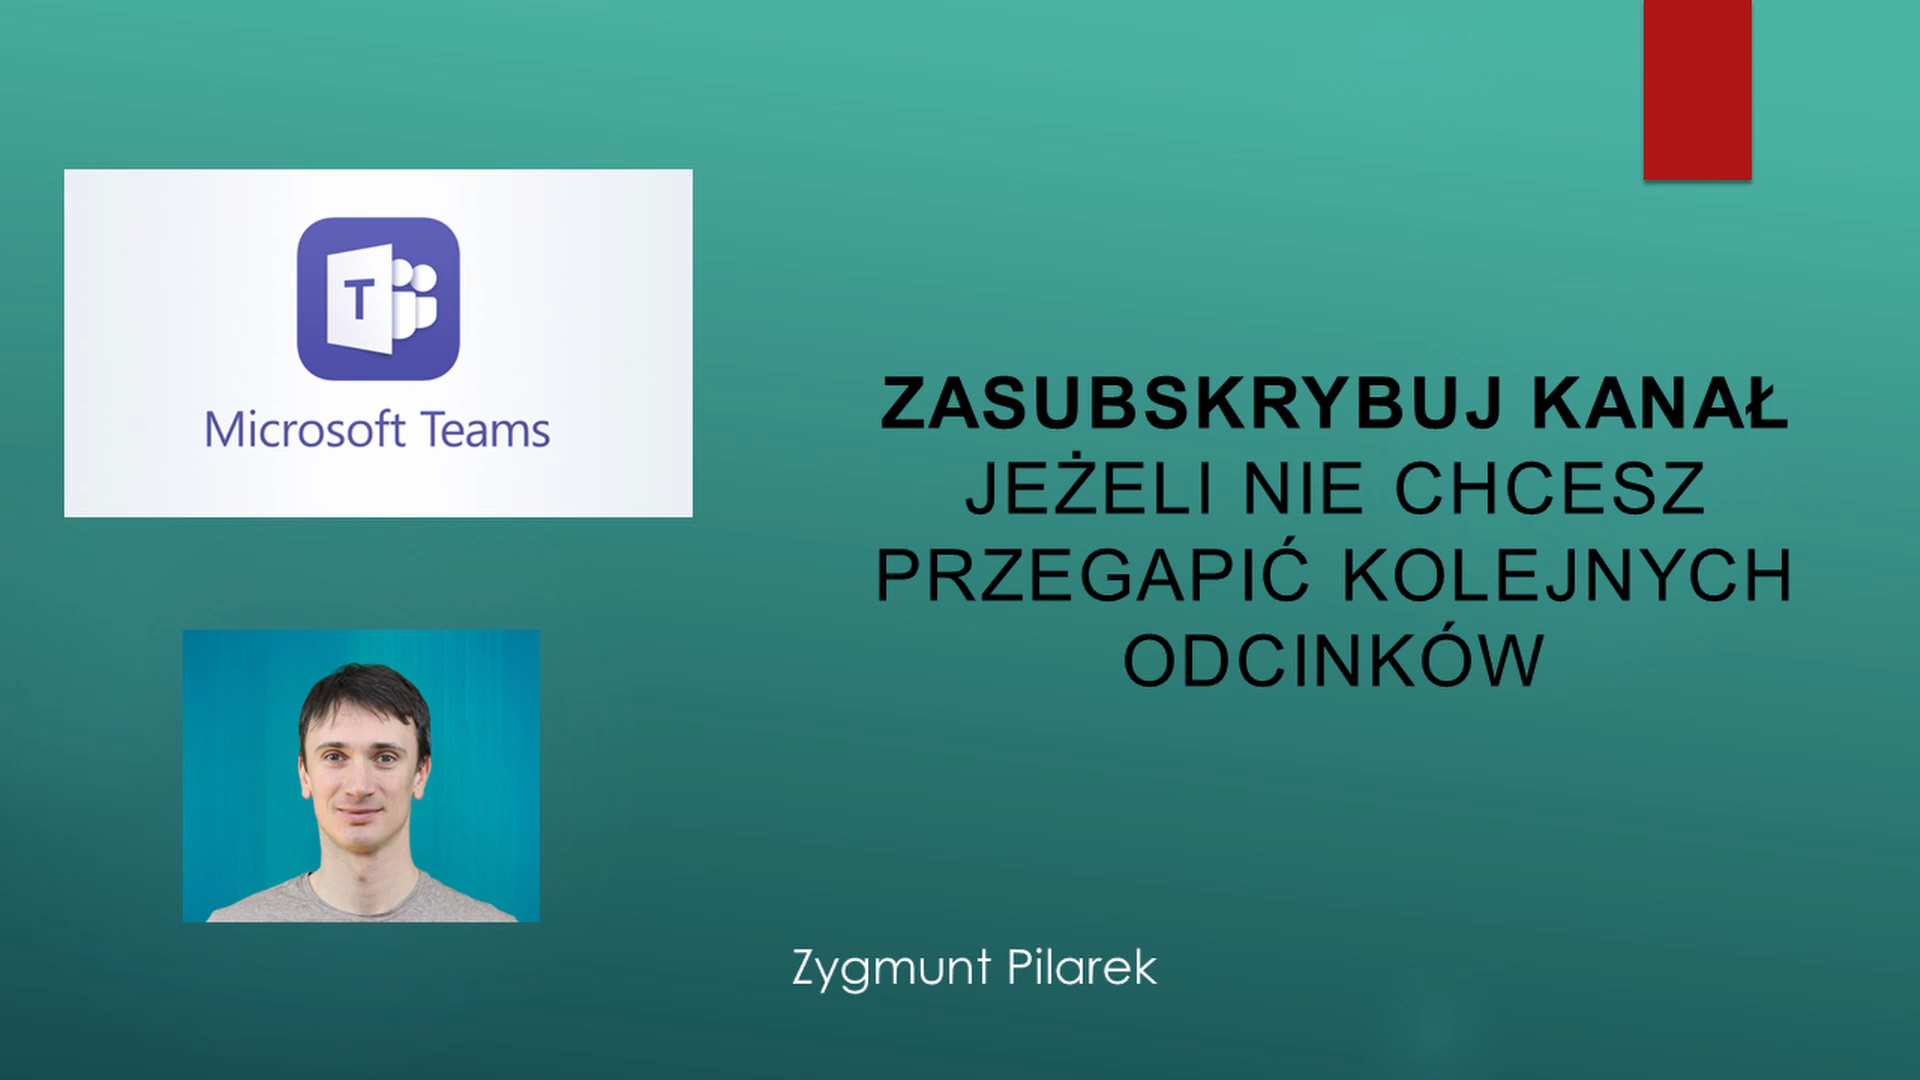 T
Microsoft Teams
ZASUBSKRYBUJ KANAŁ
JEŻELI NIE CHCESZ
PRZEGAPIĆ KOLEJNYCH
ODCINKÓW
Zygmunt Pilarek